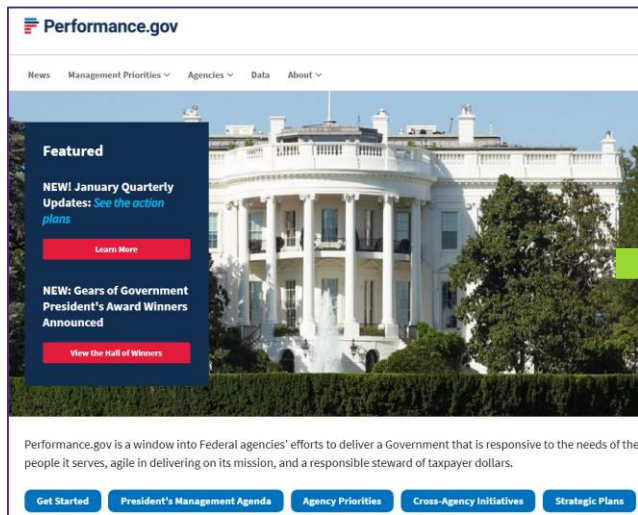 Performance.gov
News Management Priorities Agencies Data About
Featured
NEW! January Quarterly
Updates: See the action
plans
Learn More
NEW: Gears of Government
President's Award Winners
Announced
View the Hall of Winners
Performance.gov is a window into Federal agencies' efforts to deliver a Government that is responsive to the needs of the
people it serves, agile in delivering on its mission, and a responsible steward of taxpayer dollars.
Get Started President's Management Agenda Agency Priorities Cross-Agency Initiatives Strategic Plans